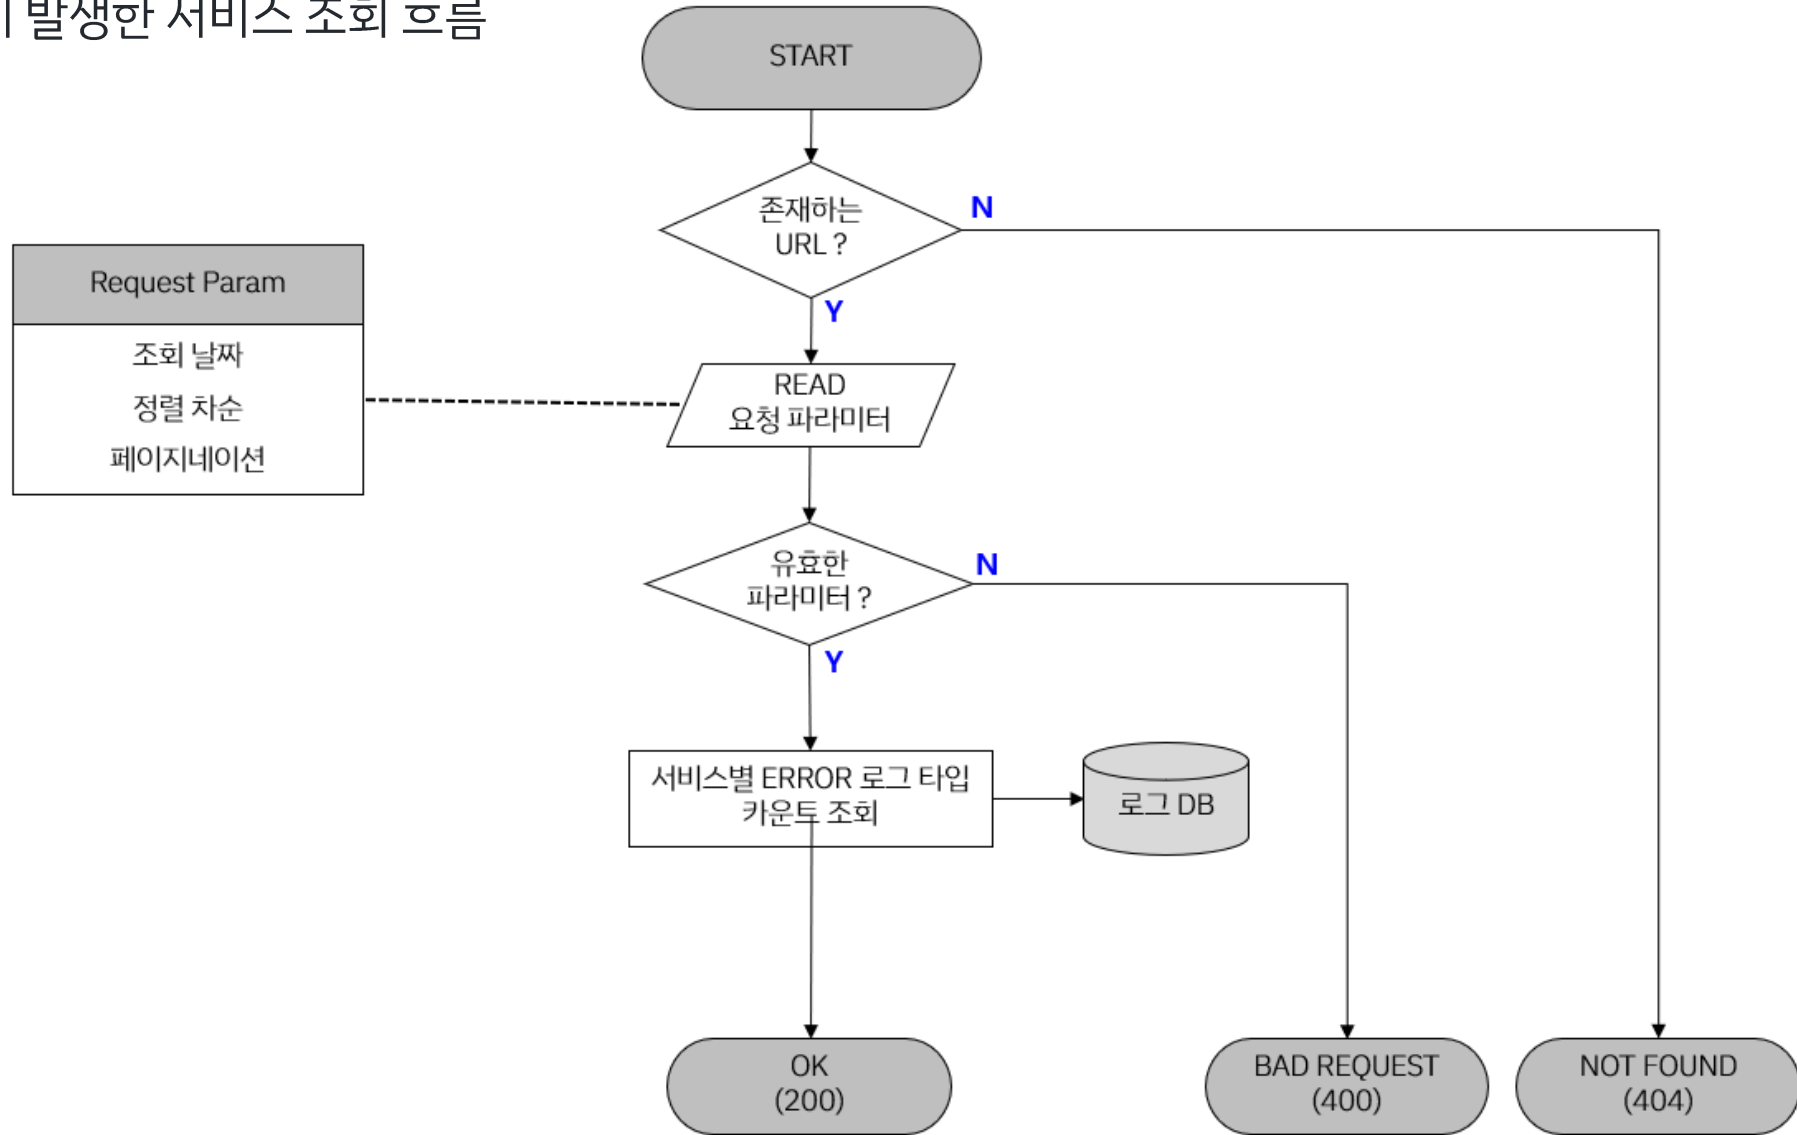 발생한 서비스 조회 흐름
START
존재하는
URL ?
N
Y
Request Param
조회 날짜
정렬 차순
페이지네이션
READ
요청 파라미터
유효한
파라미터 ?
N
Y
서비스별 ERROR 로그 타입
카운트 조회
로그 DB
OK
(200)
BAD REQUEST
(400)
NOT FOUND
(404)